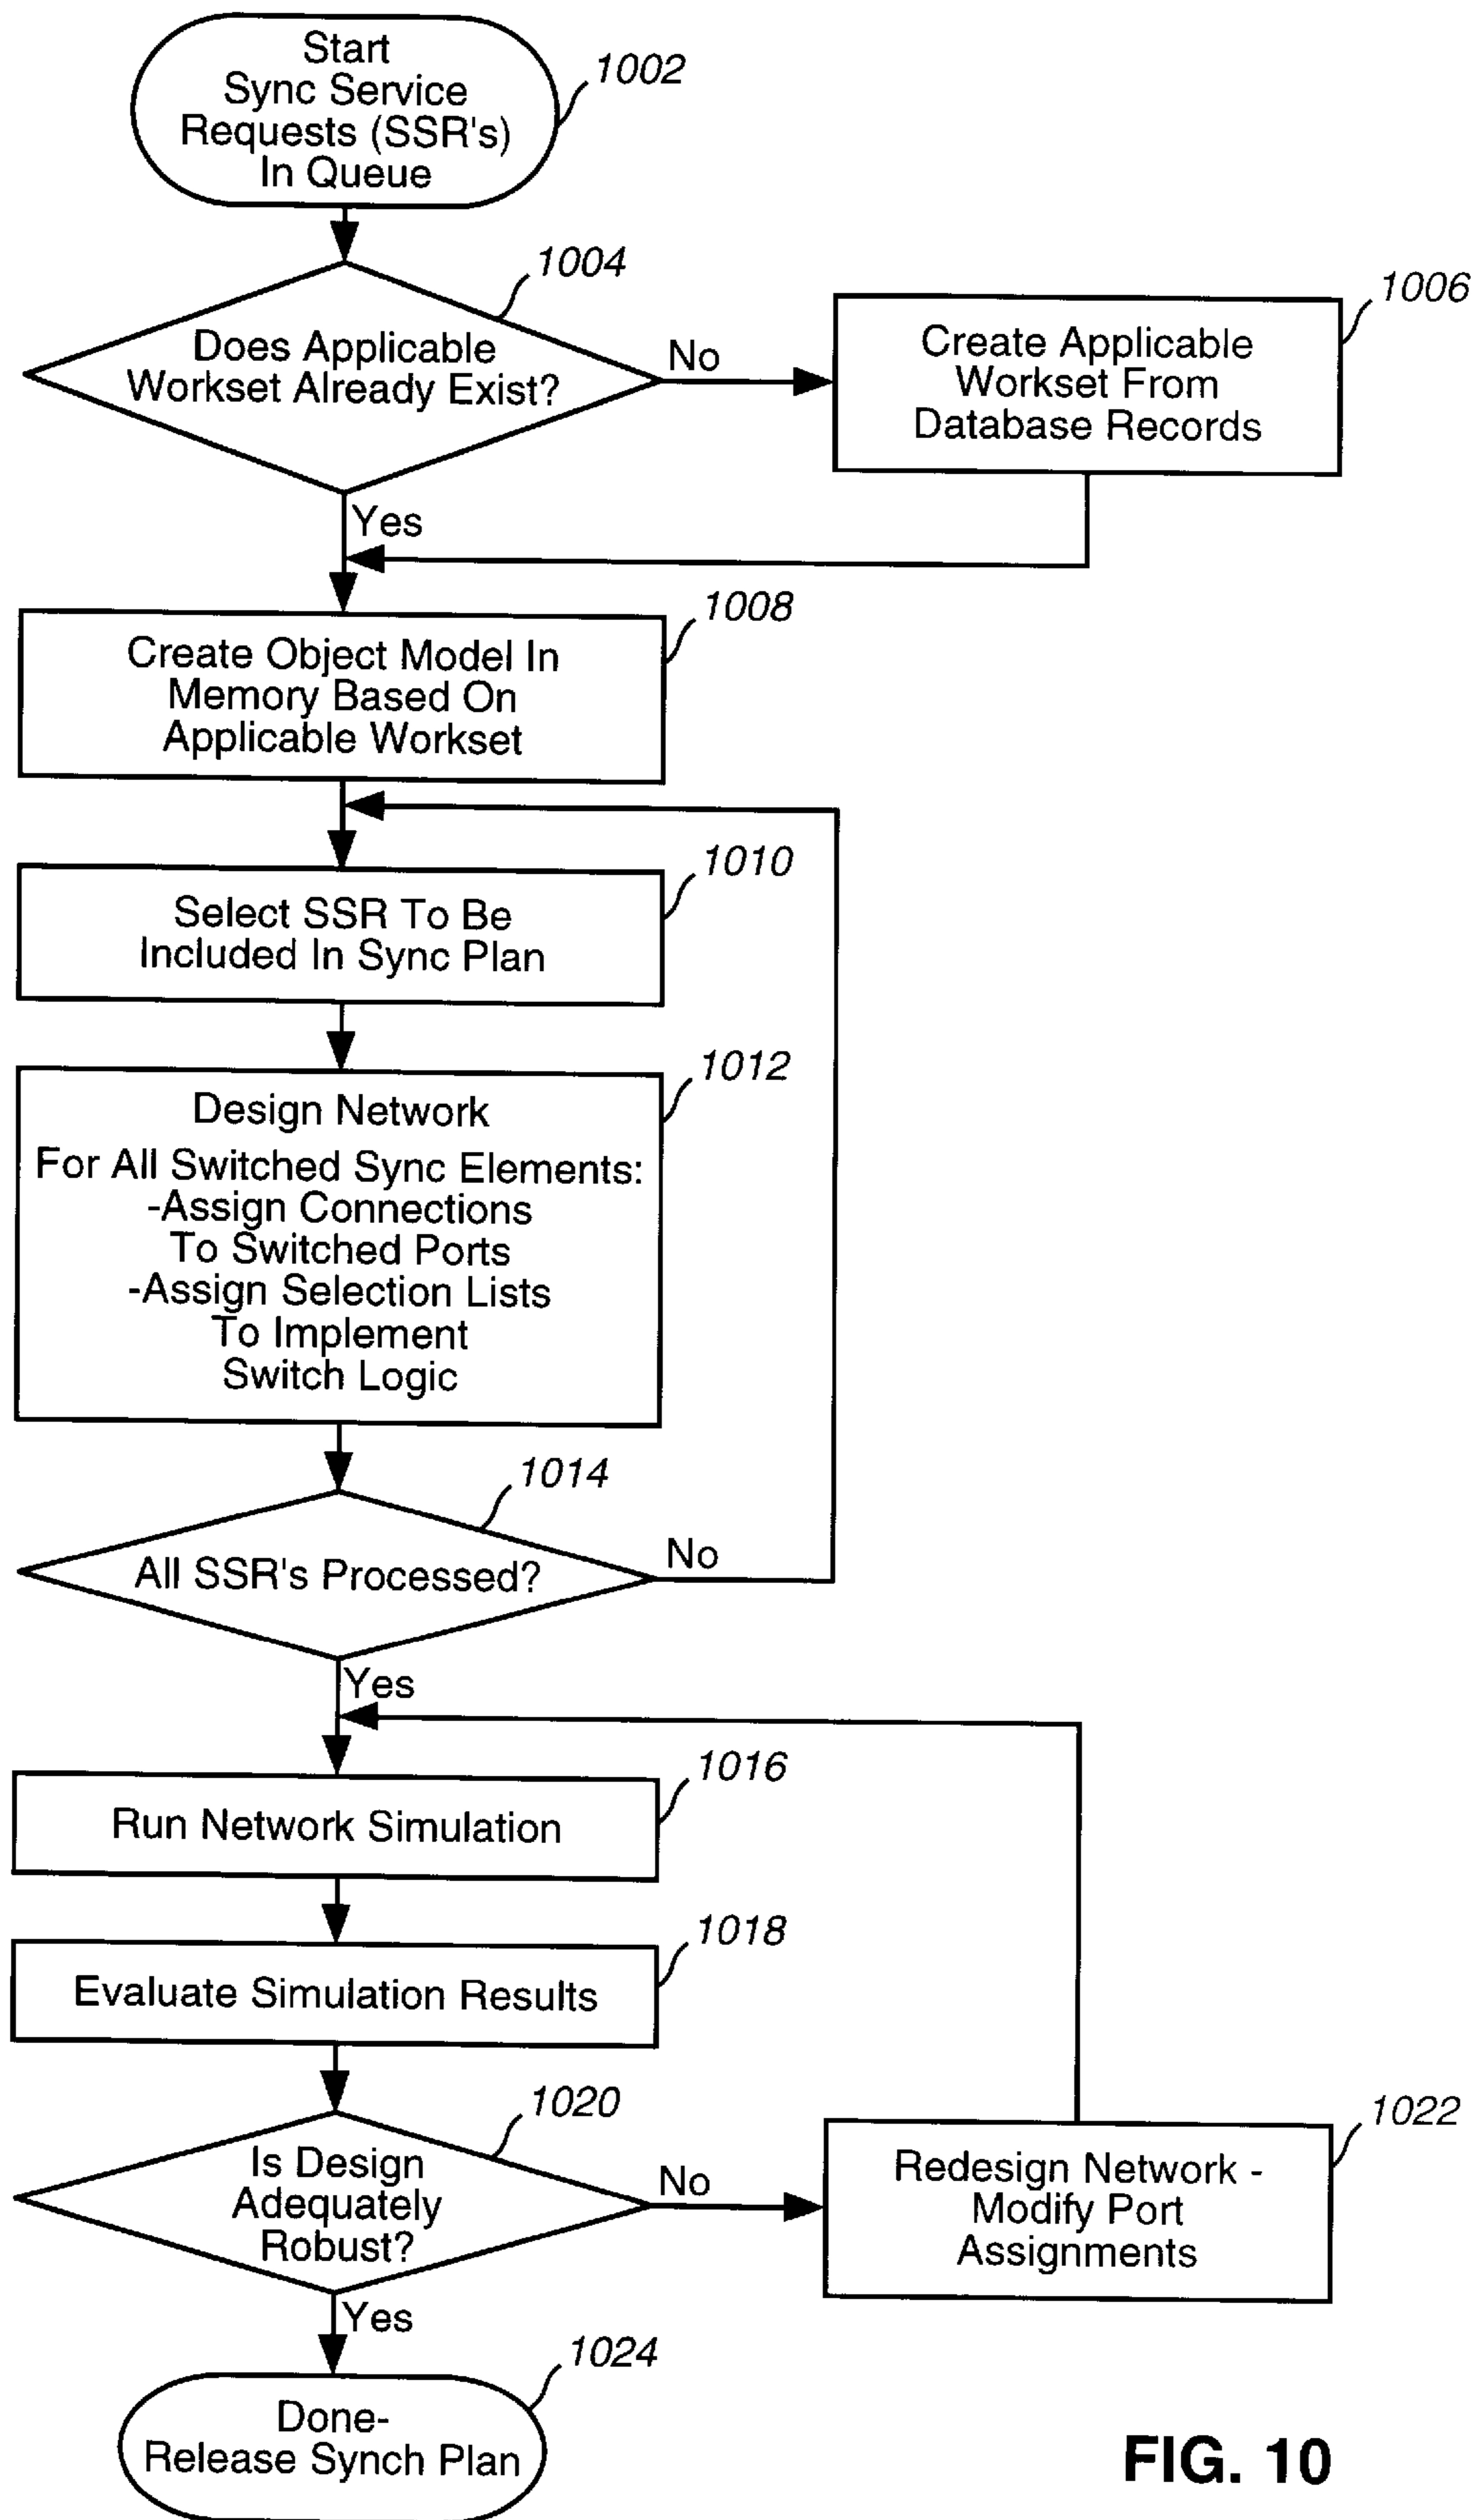 Start
Sync Service
Requests (SSR's)
In Queue
1002
1004
Does Applicable
Workset Already Exist?
No
1006
Create Applicable
Workset From
Database Records
Yes
1008
Create Object Model In
Memory Based On
Applicable Workset
1010
Select SSR To Be
Included In Sync Plan
1012
Design Network
For All Switched Sync Elements:
-Assign Connections
To Switched Ports
-Assign Selection Lists
To Implement
Switch Logic
1014
All SSR's Processed?
No
Yes
1016
Run Network Simulation
1018
Evaluate Simulation Results
1020
Is Design
Adequately
Robust?
No
1022
Redesign Network -
Modify Port
Assignments
Yes
1024
Done-
Release Synch Plan
FIG. 10